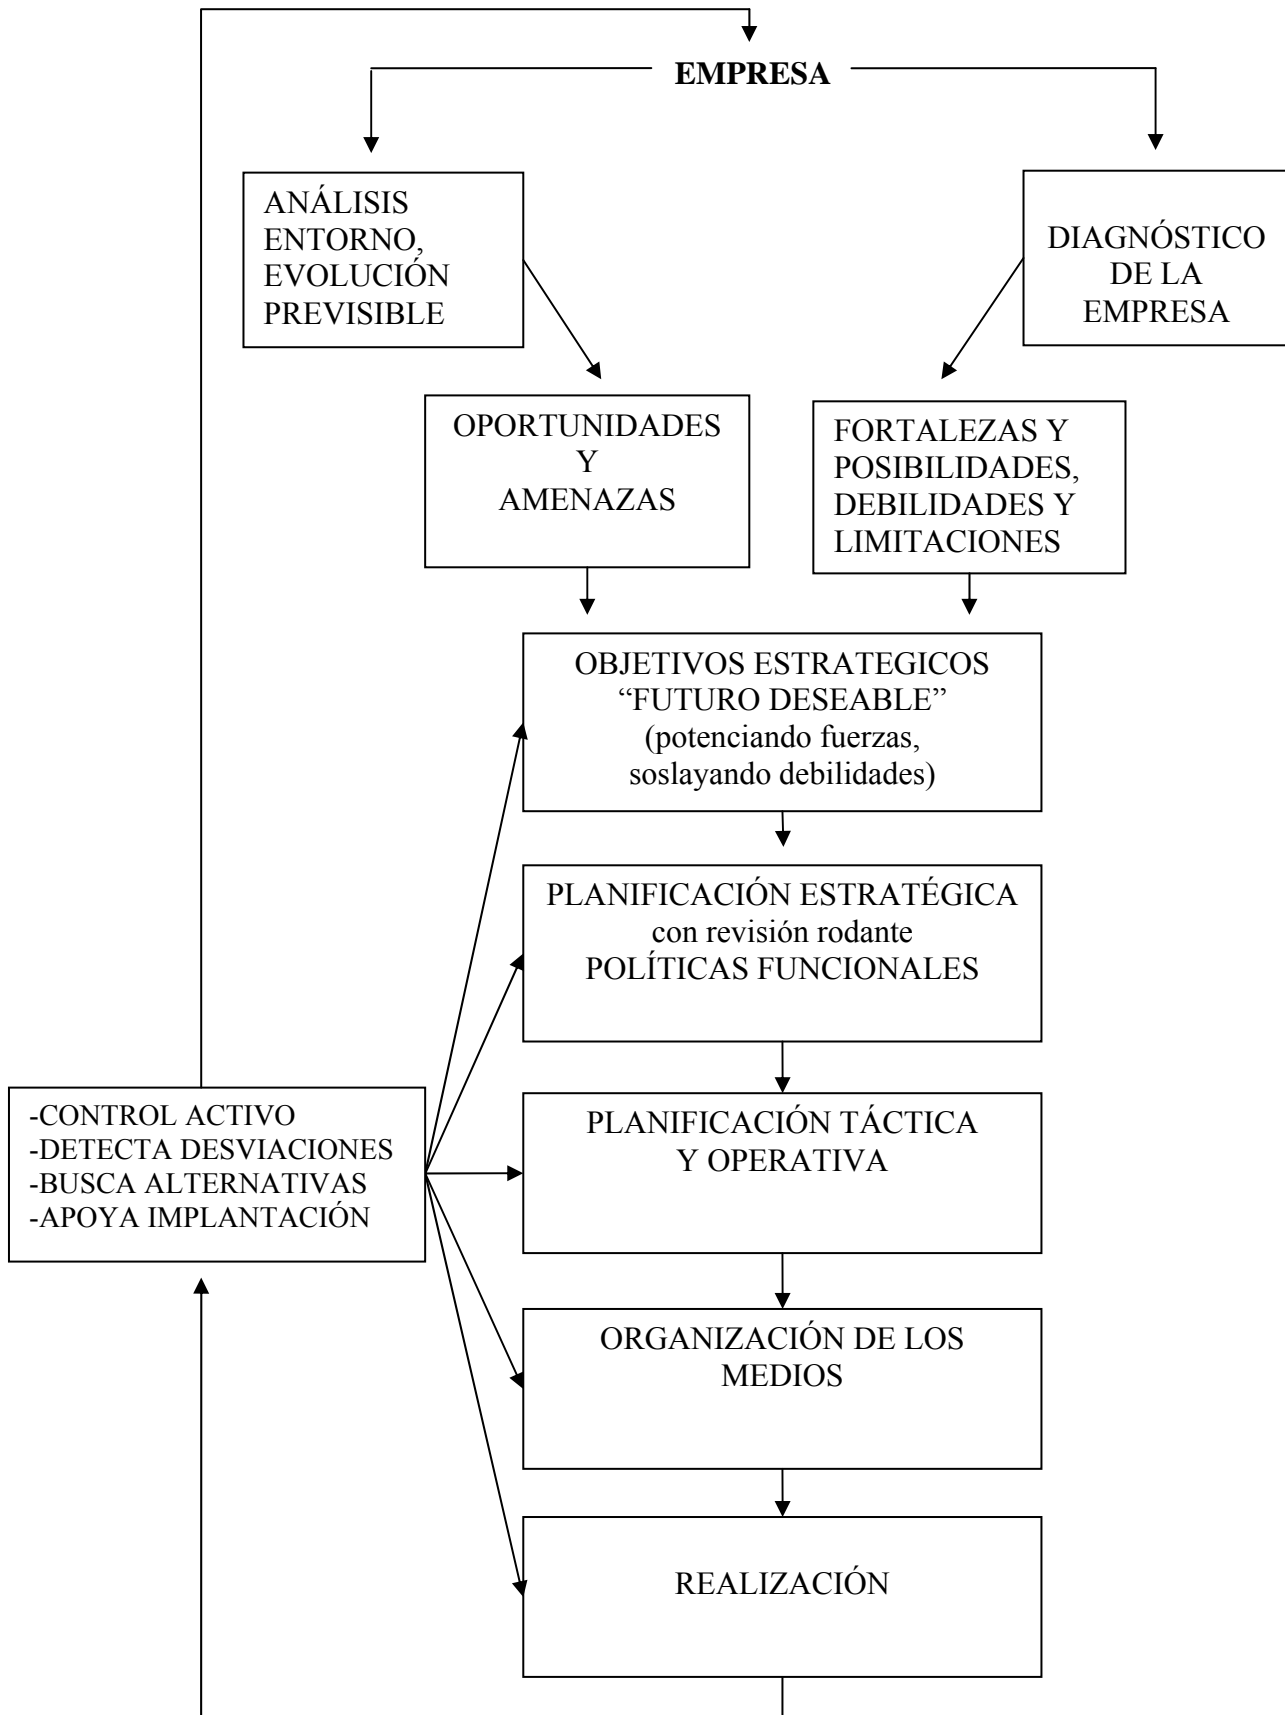 EMPRESA
ANÁLISIS
ENTORNO,
EVOLUCIÓN
PREVISIBLE
DIAGNÓSTICO
DE LA
EMPRESA
OPORTUNIDADES
Y
AMENAZAS
FORTALEZAS Y
POSIBILIDADES,
DEBILIDADES Y
LIMITACIONES
OBJETIVOS ESTRATEGICOS
“FUTURO DESEABLE”
(potenciando fuerzas,
soslayando debilidades)
PLANIFICACIÓN ESTRATÉGICA
con revisión rodante
POLÍTICAS FUNCIONALES
-CONTROL ACTIVO
-DETECTA DESVIACIONES
-BUSCA ALTERNATIVAS
-APOYA IMPLANTACIÓN
PLANIFICACIÓN TÁCTICA
Y OPERATIVA
ORGANIZACIÓN DE LOS
MEDIOS
REALIZACIÓN